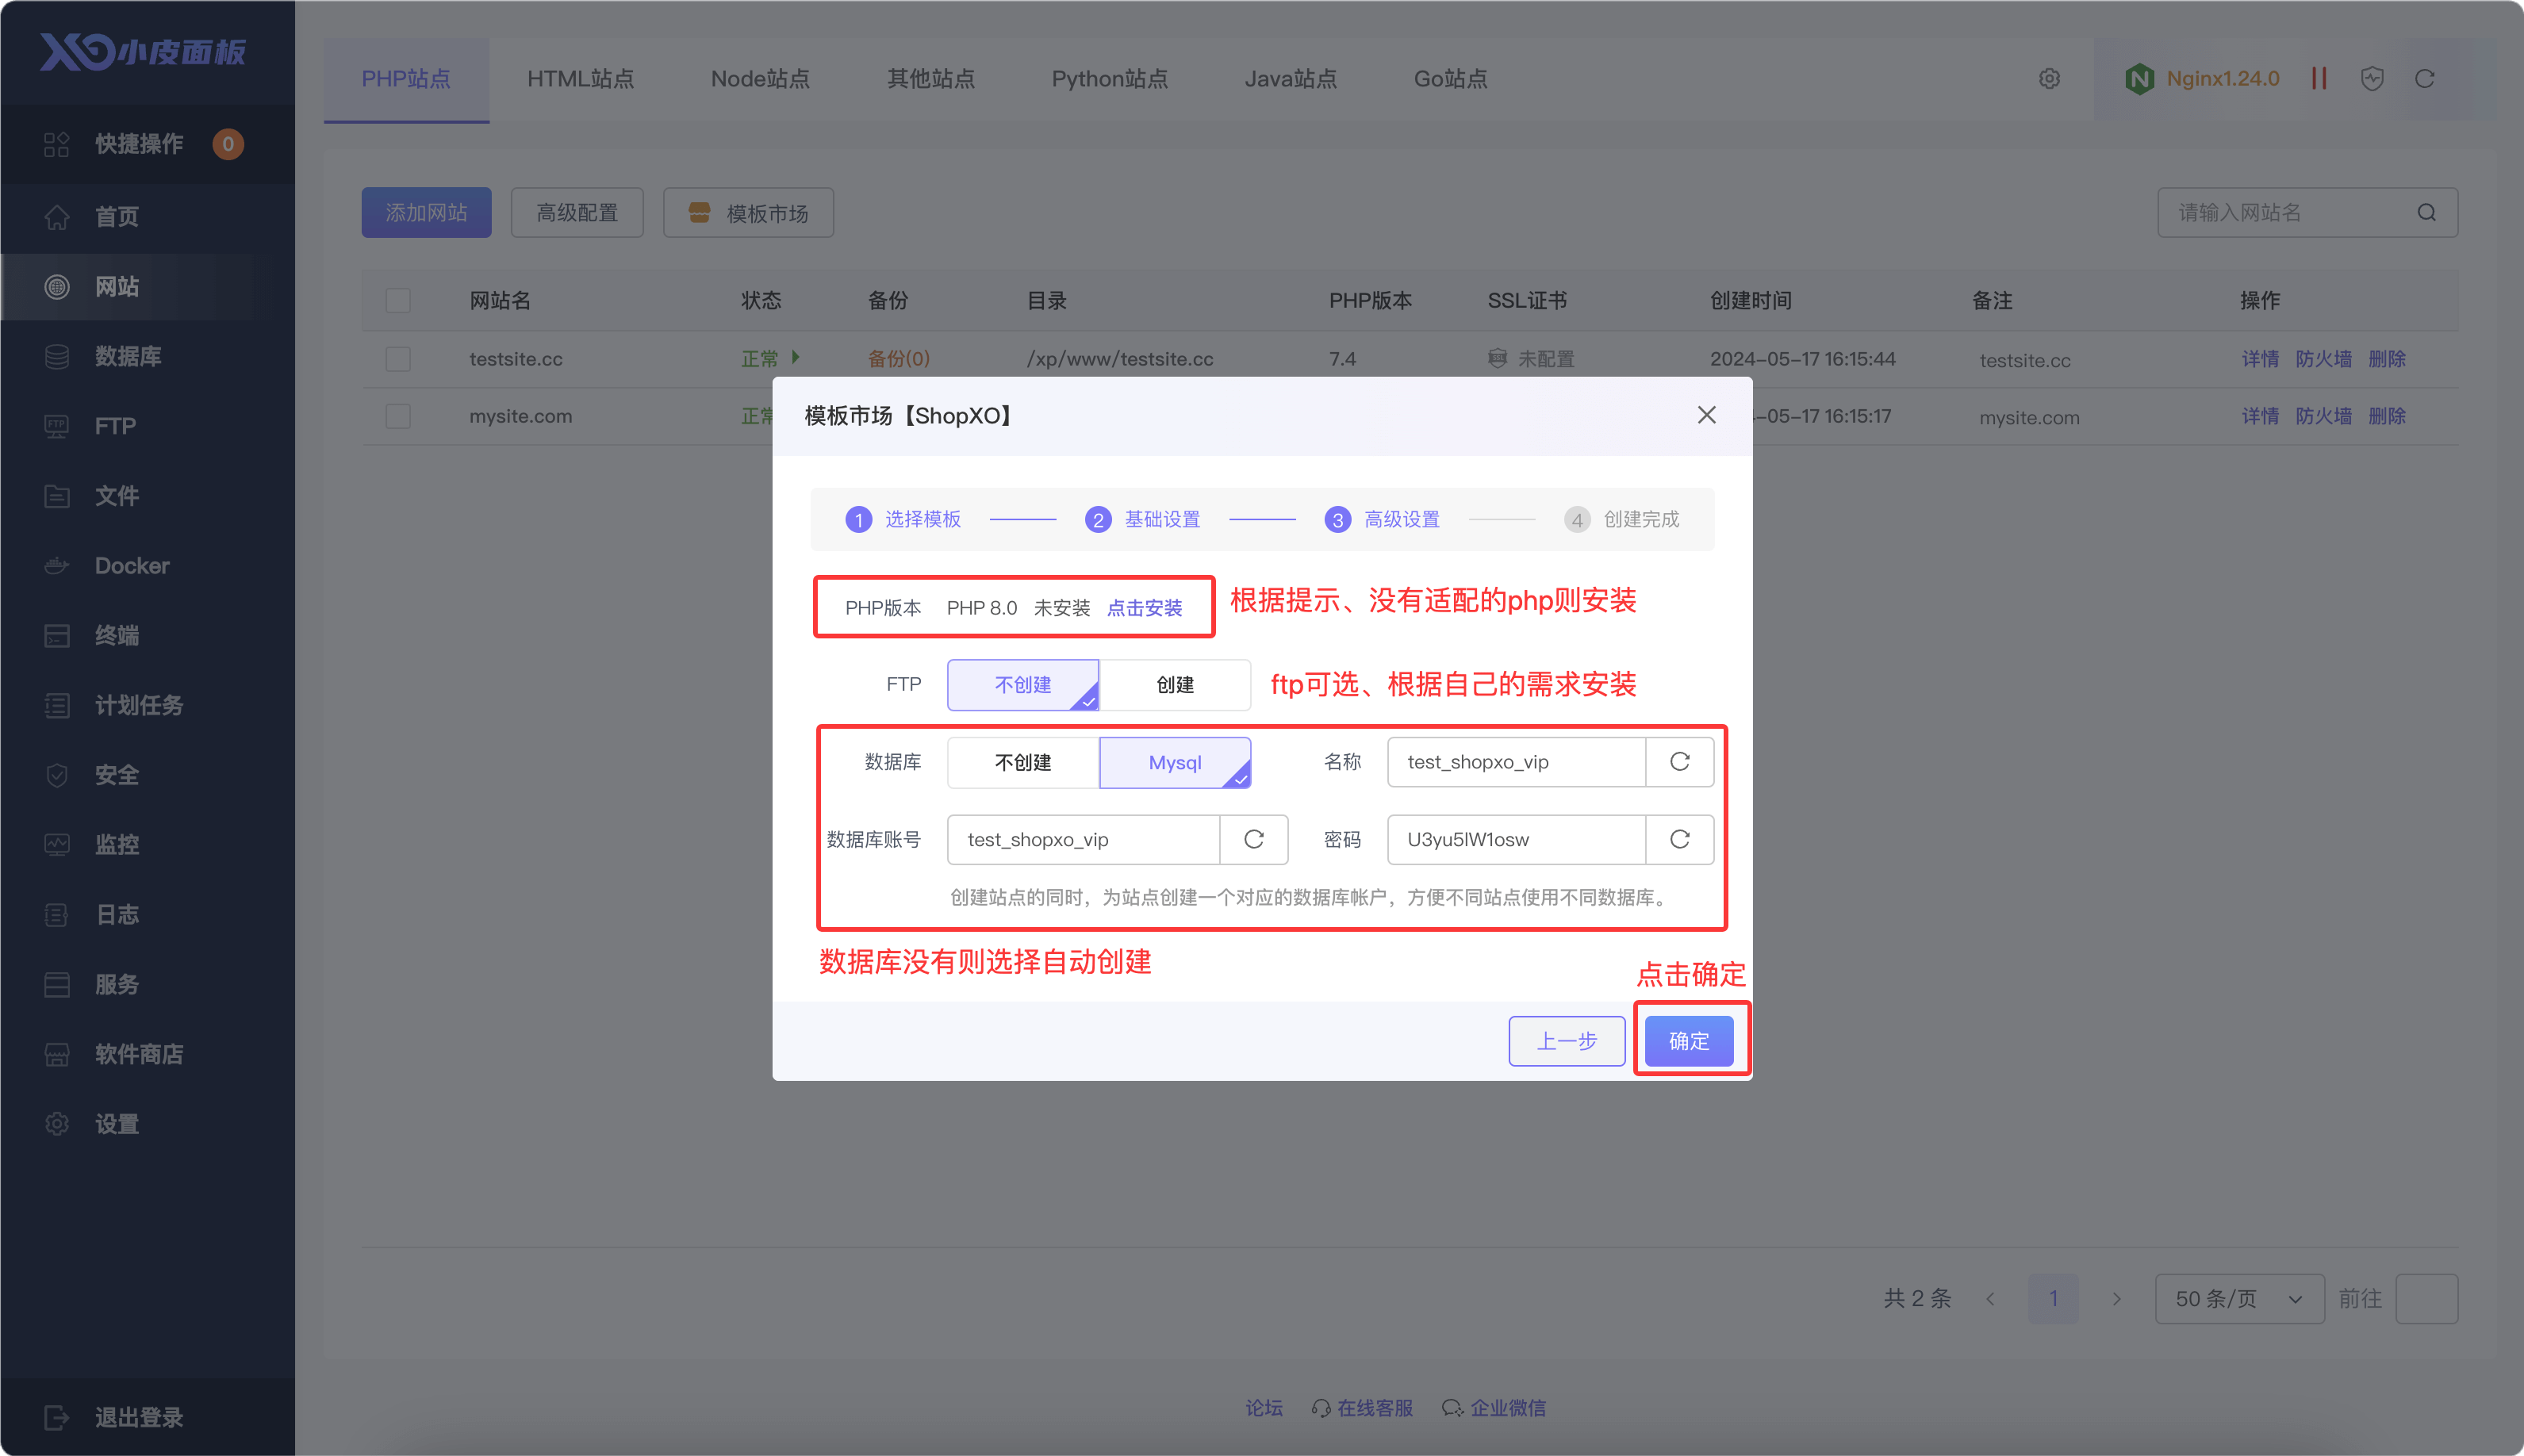 XO小皮面板
快捷操作 0
首页
网站
数据库
FTP
文件
Docker
终端
计划任务
安全
监控
日志
服务
软件商店
设置
退出登录
PHP站点 HTML站点 Node站点 其他站点 Python站点 Java站点 Go站点 Nginx1.24.0
添加网站 高级配置 模板市场 请输入网站名
网站名 状态 备份 目录 PHP版本 SSL证书 创建时间 备注 操作
testsite.cc 正常 备份(0) /xp/www/testsite.cc 7.4 未配置 2024-05-17 16:15:44 testsite.cc 详情 防火墙 删除
mysite.com 正常 -05-17 16:15:17 mysite.com 详情 防火墙 删除
模板市场【ShopXO】
1 选择模板 2 基础设置 3 高级设置 4 创建完成
PHP版本 PHP 8.0 未安装 点击安装 根据提示、没有适配的php则安装
FTP 不创建 创建 ftp可选、根据自己的需求安装
数据库 不创建 Mysql 名称 test_shopxo_vip
数据库账号 test_shopxo_vip 密码 U3yu5lW1osw
创建站点的同时，为站点创建一个对应的数据库帐户，方便不同站点使用不同数据库。
数据库没有则选择自动创建
点击确定
上一步 确定
共 2 条 1 50 条/页 前往
论坛 在线客服 企业微信